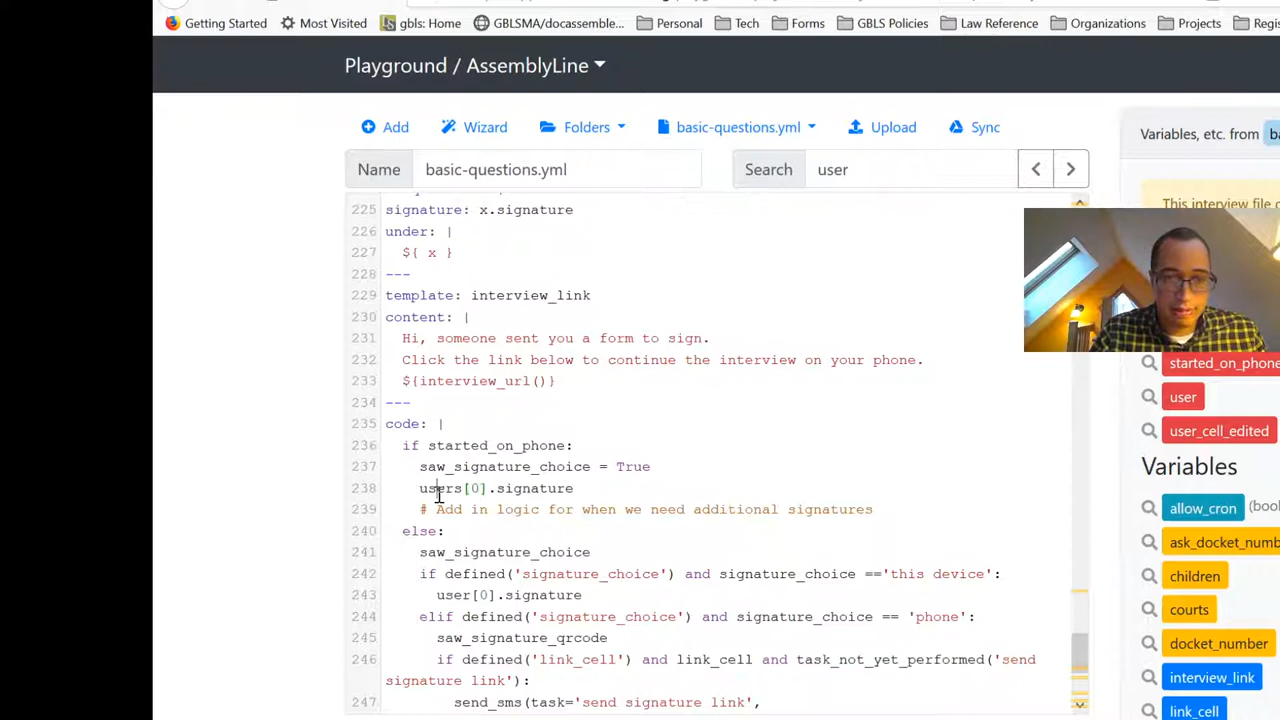 Getting Started
Most Visited
gbls: Home
GBLSMA/docassemble...
Personal
Tech
Forms
GBLS Policies
Law Reference
Organizations
Projects
Regis
Playground / AssemblyLine
Add
Wizard
Folders
basic-questions.yml
Upload
Sync
Variables, etc. from
Name
basic-questions.yml
Search
user
This interview file
225 signature: x.signature
226 under: |
227 ${ x }
228 ---
229 template: interview_link
230 content: |
231 Hi, someone sent you a form to sign.
232 Click the link below to continue the interview on your phone.
233 ${interview_url()}
234 ---
235 code: |
236 if started_on_phone:
237 saw_signature_choice = True
238 users[0].signature
239 # Add in logic for when we need additional signatures
240 else:
241 saw_signature_choice
242 if defined('signature_choice') and signature_choice =='this device':
243 user[0].signature
244 elif defined('signature_choice') and signature_choice == 'phone':
245 saw_signature_qrcode
246 if defined('link_cell') and link_cell and task_not_yet_performed('send
signature link'):
247 send_sms(task='send signature link',
started_on_phone
user
user_cell_edited
Variables
allow_cron (boo
ask_docket_numb
children
courts
docket_number
interview_link
link_cell